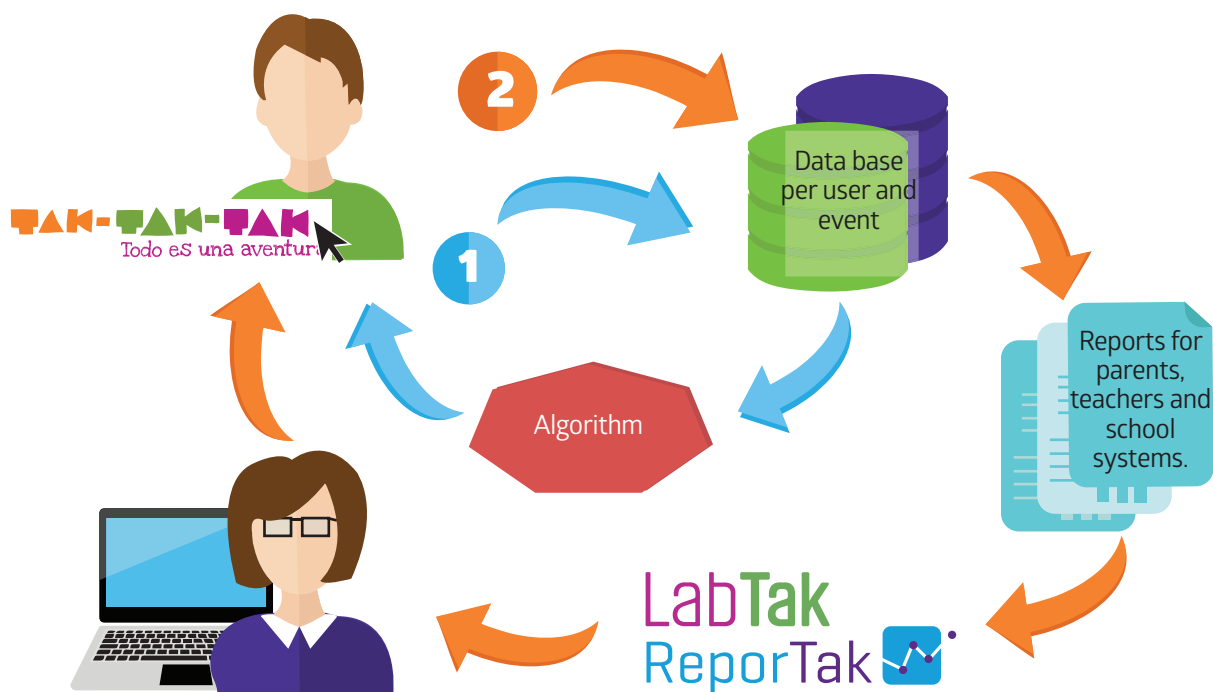 TAK-TAK-TAK
Todo es una aventura
2
1
Data base
per user and
event
Algorithm
Reports for
parents,
teachers and
school
systems.
LabTak
ReporTak